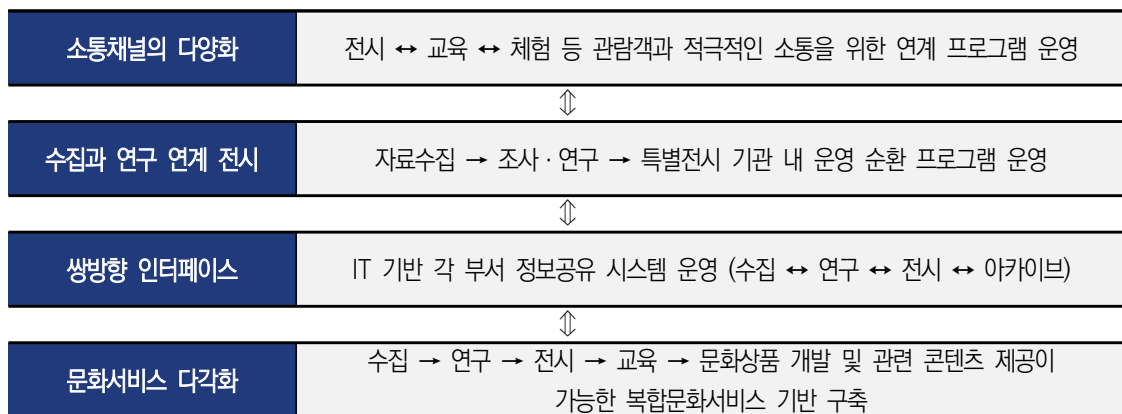 소통채널의 다양화
전시 ↔ 교육 ↔ 체험 등 관람객과 적극적인 소통을 위한 연계 프로그램 운영
⇕
수집과 연구 연계 전시
자료수집 → 조사·연구 → 특별전시 기관 내 운영 순환 프로그램 운영
⇕
쌍방향 인터페이스
IT 기반 각 부서 정보공유 시스템 운영 (수집 ↔ 연구 ↔ 전시 ↔ 아카이브)
⇕
문화서비스 다각화
수집 → 연구 → 전시 → 교육 → 문화상품 개발 및 관련 콘텐츠 제공이
가능한 복합문화서비스 기반 구축